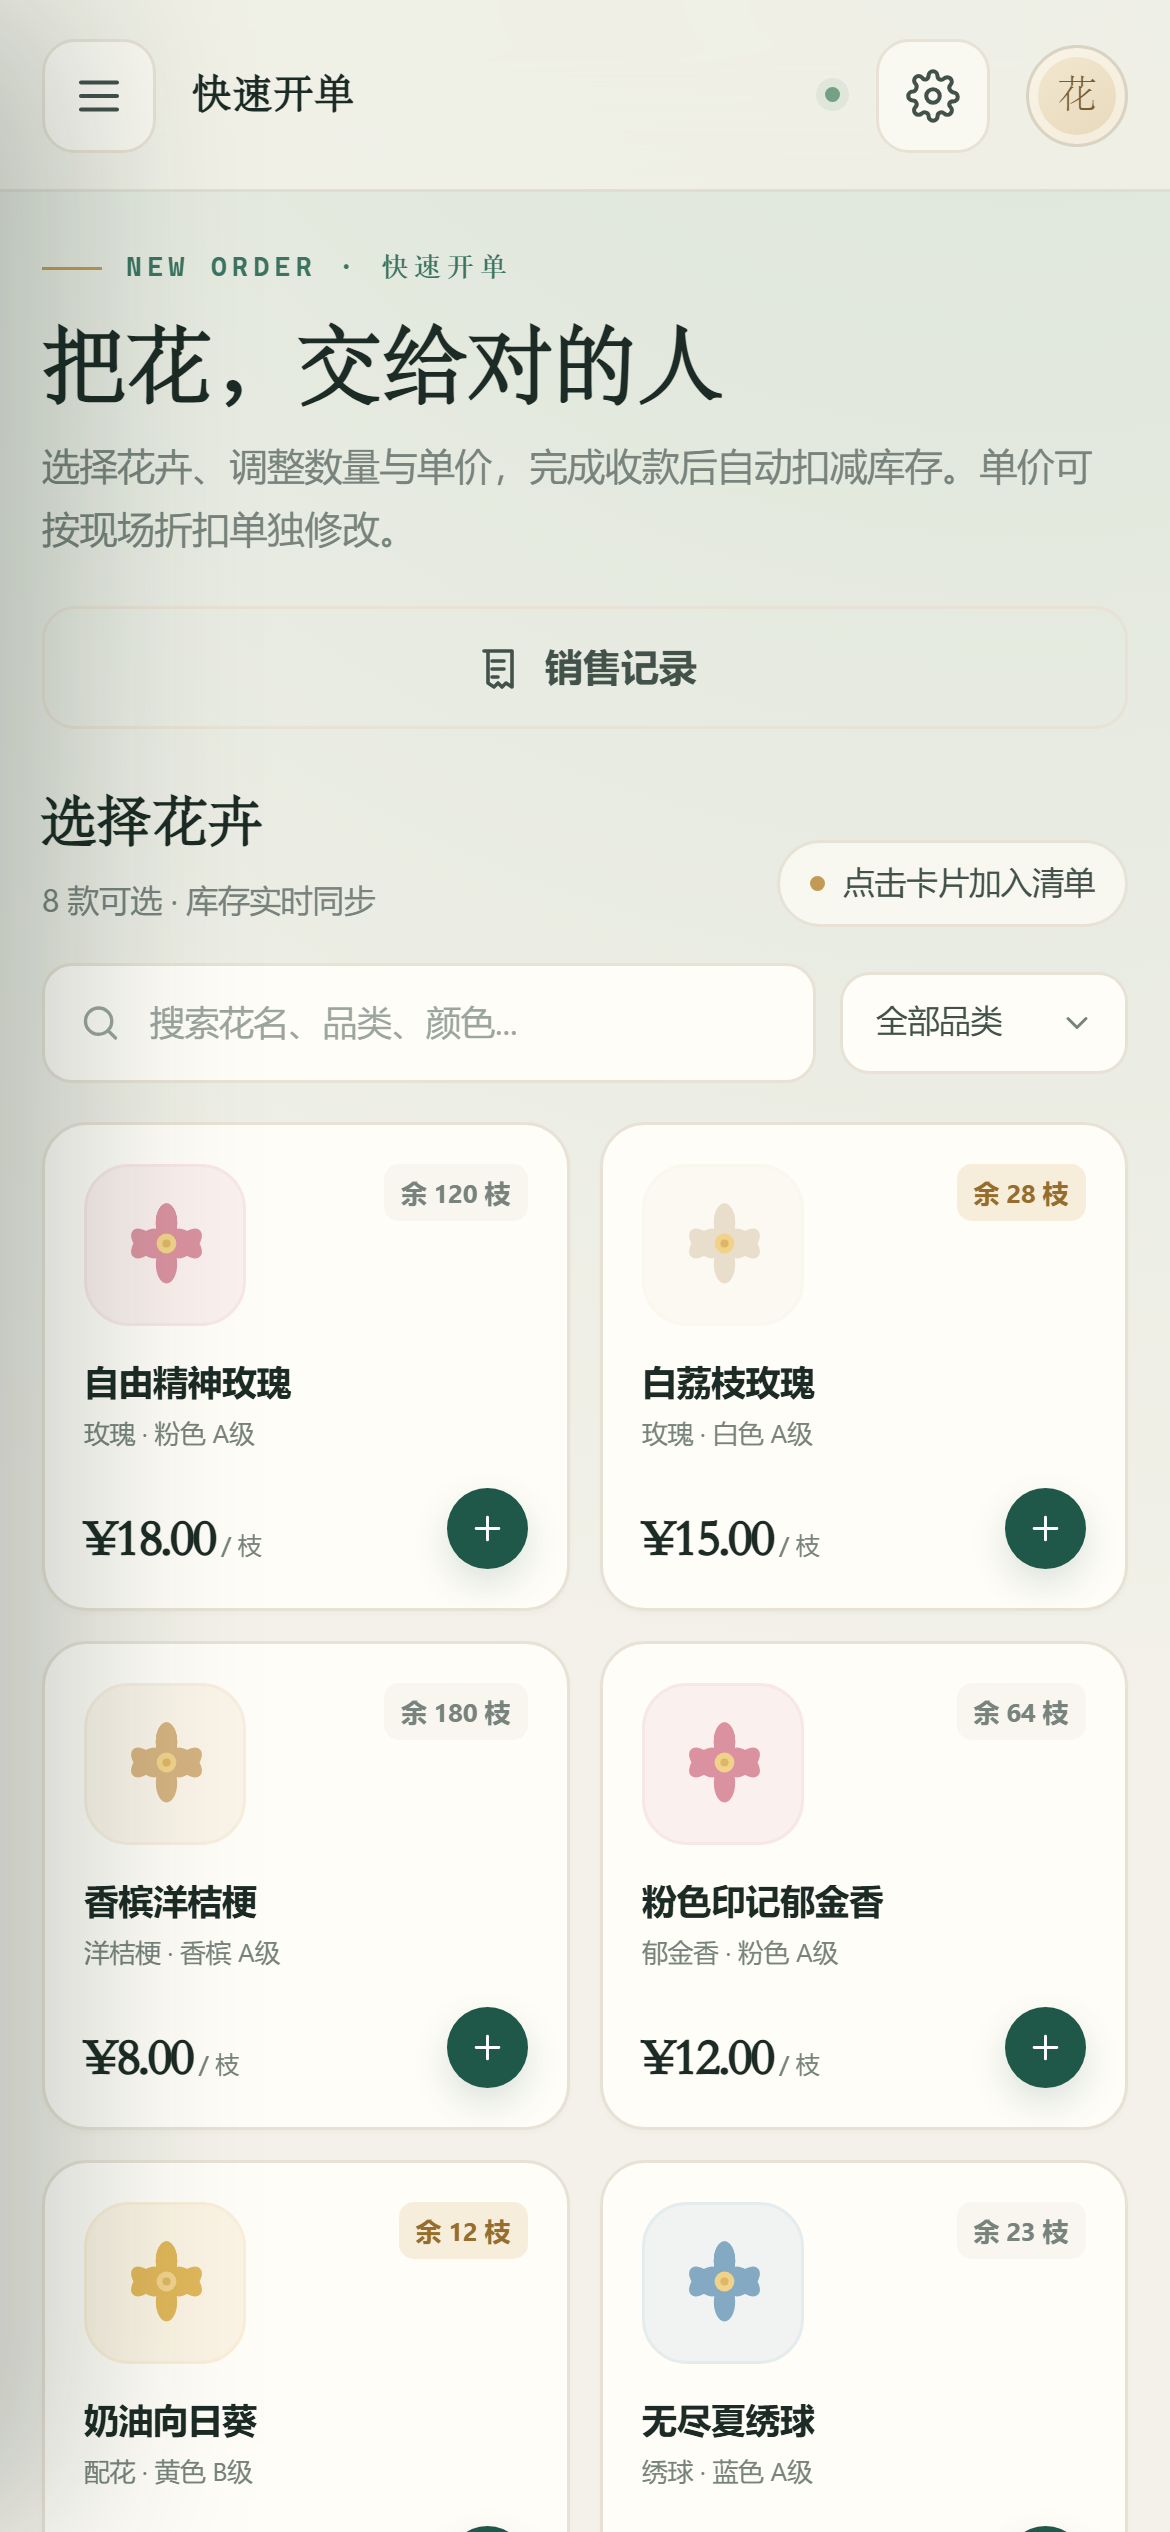 快速开单
花
NEW ORDER · 快速开单
把花，交给对的人
选择花卉、调整数量与单价，完成收款后自动扣减库存。单价可
按现场折扣单独修改。
销售记录
选择花卉
8 款可选 · 库存实时同步
点击卡片加入清单
搜索花名、品类、颜色...
全部品类
余 120 枝
自由精神玫瑰
玫瑰 · 粉色 A级
¥18.00 / 枝
余 28 枝
白荔枝玫瑰
玫瑰 · 白色 A级
¥15.00 / 枝
余 180 枝
香槟洋桔梗
洋桔梗 · 香槟 A级
¥8.00 / 枝
余 64 枝
粉色印记郁金香
郁金香 · 粉色 A级
¥12.00 / 枝
余 12 枝
奶油向日葵
配花 · 黄色 B级
余 23 枝
无尽夏绣球
绣球 · 蓝色 A级